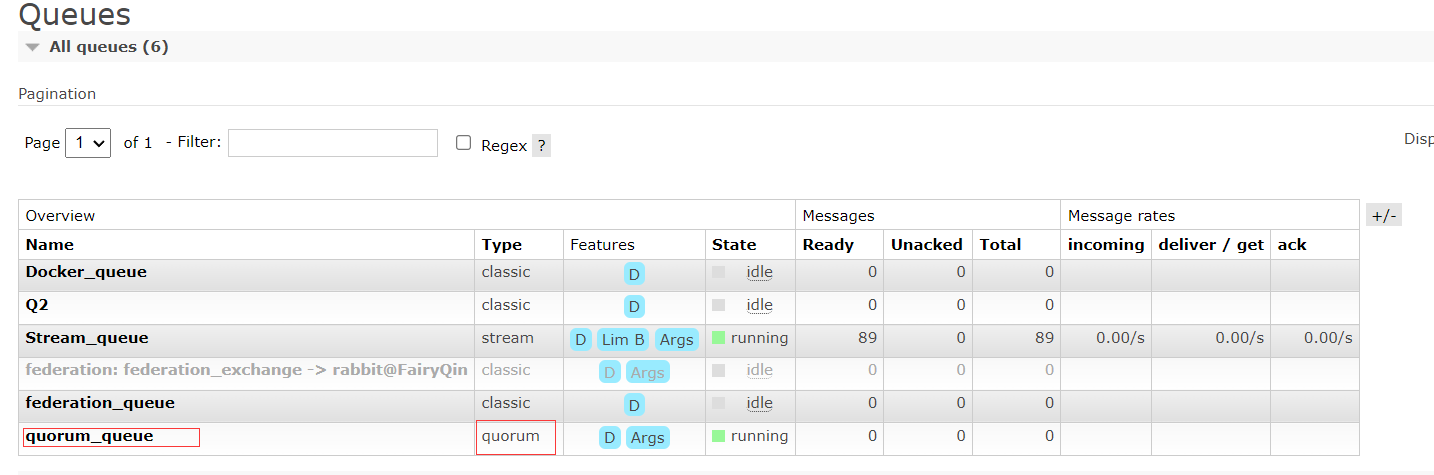 Queues
All queues (6)
Pagination
Page 1 of 1 - Filter: Regex ? Disp
Overview Messages Message rates +/-
Name Type Features State Ready Unacked Total incoming deliver / get ack
Docker_queue classic D idle 0 0 0
Q2 classic D idle 0 0 0
Stream_queue stream D Lim B Args running 89 0 89 0.00/s 0.00/s 0.00/s
federation: federation_exchange -> rabbit@FairyQin classic D Args idle 0 0 0
federation_queue classic D idle 0 0 0
quorum_queue quorum D Args running 0 0 0